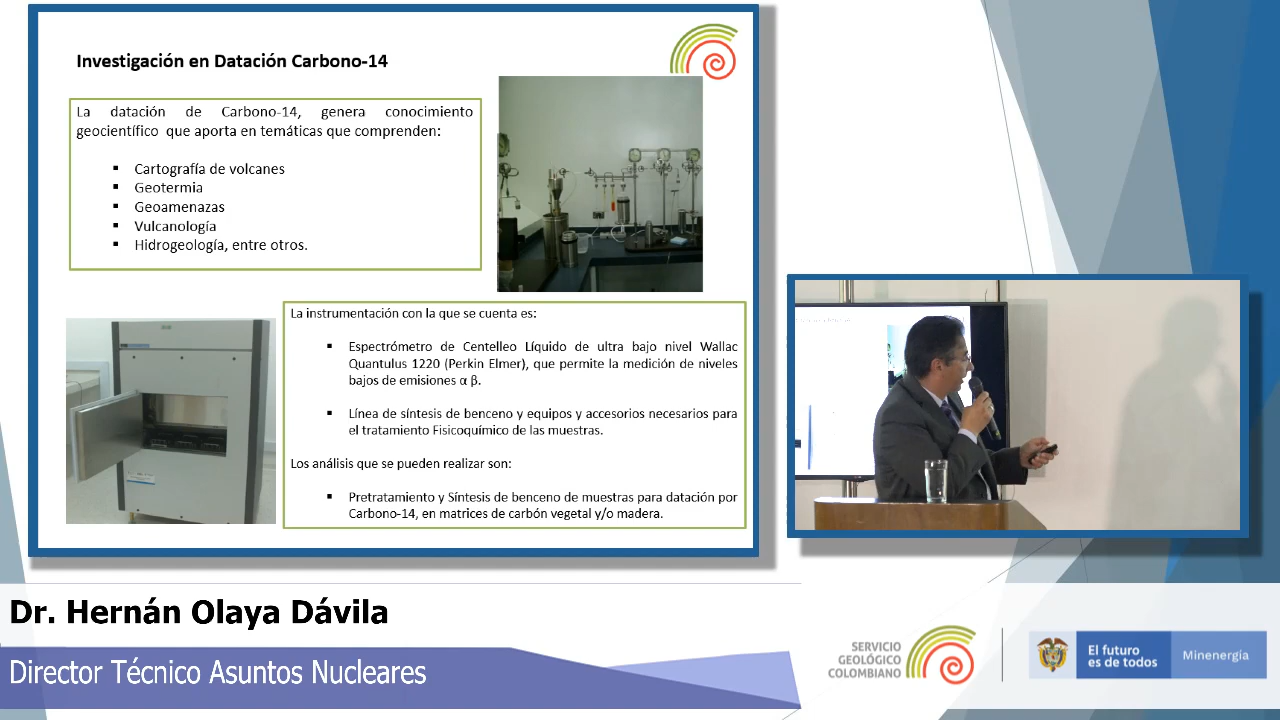 Investigación en Datación Carbono-14
La datación de Carbono-14, genera conocimiento
geocientífico que aporta en temáticas que comprenden:
▪ Cartografía de volcanes
▪ Geotermia
▪ Geoamenazas
▪ Vulcanología
▪ Hidrogeología, entre otros.
La instrumentación con la que se cuenta es:
▪ Espectrómetro de Centelleo Líquido de ultra bajo nivel Wallac
Quantulus 1220 (Perkin Elmer), que permite la medición de niveles
bajos de emisiones α β.
▪ Línea de síntesis de benceno y equipos y accesorios necesarios para
el tratamiento Fisicoquímico de las muestras.
Los análisis que se pueden realizar son:
▪ Pretratamiento y Síntesis de benceno de muestras para datación por
Carbono-14, en matrices de carbón vegetal y/o madera.
Dr. Hernán Olaya Dávila
Director Técnico Asuntos Nucleares
SERVICIO
GEOLÓGICO
COLOMBIANO
El futuro
es de todos
Minenergía